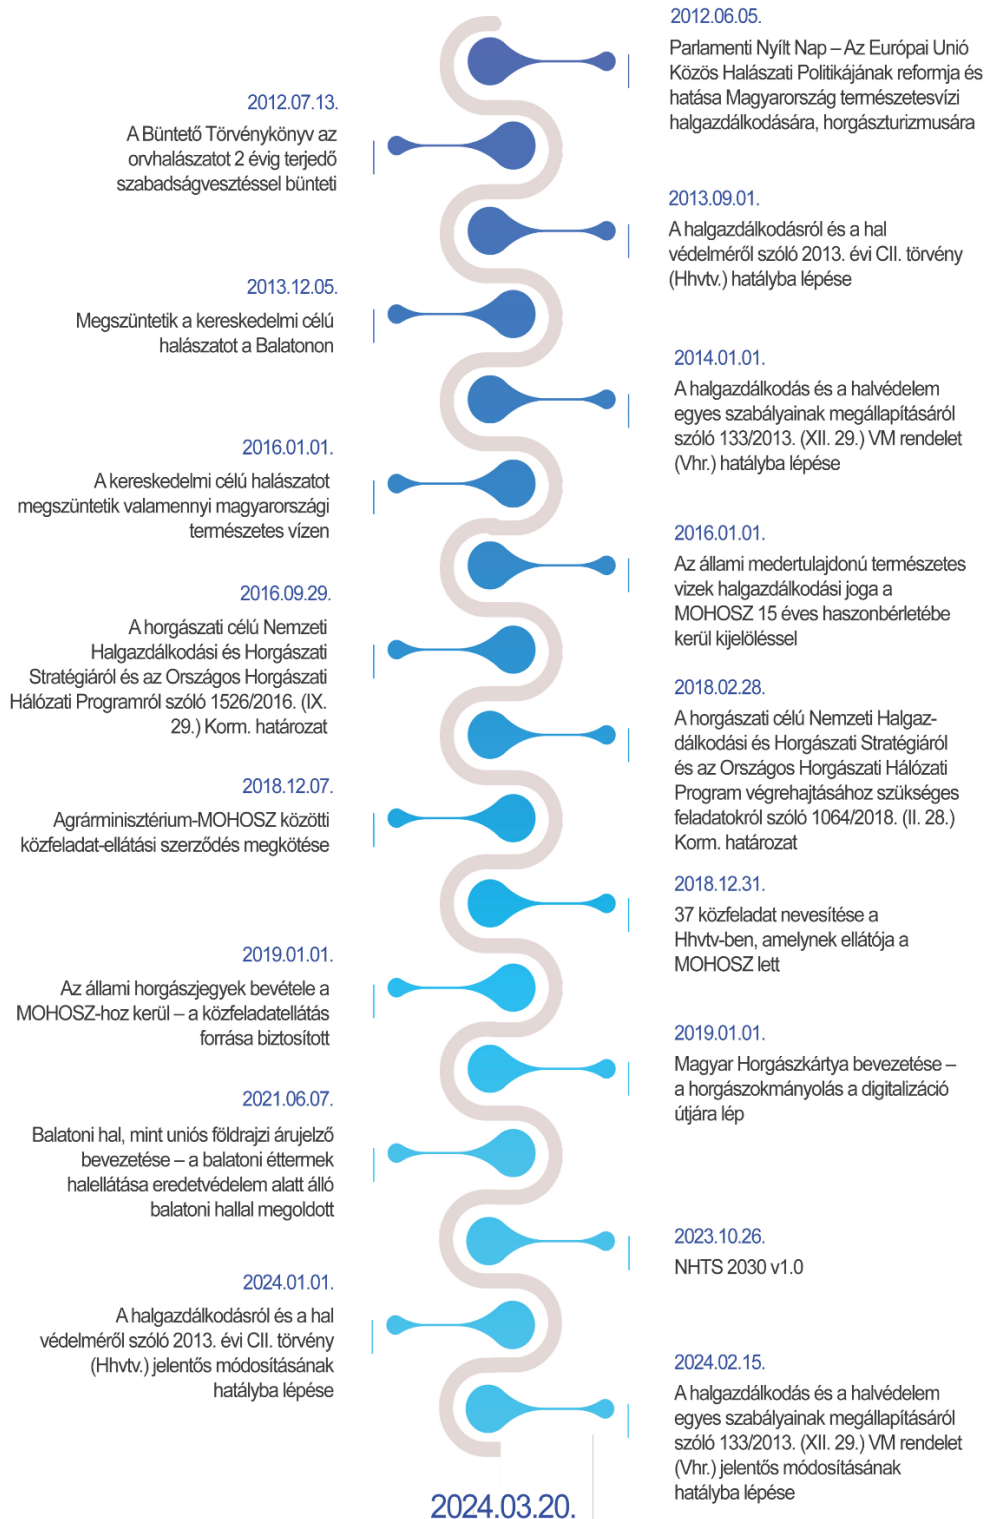 2012.06.05.
Parlamenti Nyílt Nap – Az Európai Unió
Közös Halászati Politikájának reformja és
hatása Magyarország természetesvízi
halgazdálkodására, horgászturizmusára
2012.07.13.
A Büntető Törvénykönyv az
orvhalászatot 2 évig terjedő
szabadságvesztéssel bünteti
2013.09.01.
A halgazdálkodásról és a hal
védelméről szóló 2013. évi CII. törvény
(Hhvtv.) hatályba lépése
2013.12.05.
Megszüntetik a kereskedelmi célú
halászatot a Balatonon
2014.01.01.
A halgazdálkodás és a halvédelem
egyes szabályainak megállapításáról
szóló 133/2013. (XII. 29.) VM rendelet
(Vhr.) hatályba lépése
2016.01.01.
A kereskedelmi célú halászatot
megszüntetik valamennyi magyarországi
természetes vízen
2016.01.01.
Az állami medertulajdonú természetes
vizek halgazdálkodási joga a
MOHOSZ 15 éves haszonbérletébe
kerül kijelöléssel
2016.09.29.
A horgászati célú Nemzeti
Halgazdálkodási és Horgászati
Stratégiáról és az Országos Horgászati
Hálózati Programról szóló 1526/2016. (IX.
29.) Korm. határozat
2018.02.28.
A horgászati célú Nemzeti Halgaz-
dálkodási és Horgászati Stratégiáról
és az Országos Horgászati Hálózati
Program végrehajtásához szükséges
feladatokról szóló 1064/2018. (II. 28.)
Korm. határozat
2018.12.07.
Agrárminisztérium-MOHOSZ közötti
közfeladat-ellátási szerződés megkötése
2018.12.31.
37 közfeladat nevesítése a
Hhvtv-ben, amelynek ellátója a
MOHOSZ lett
2019.01.01.
Az állami horgászjegyek bevétele a
MOHOSZ-hoz kerül – a közfeladatellátás
forrása biztosított
2019.01.01.
Magyar Horgászkártya bevezetése –
a horgászokmányolás a digitalizáció
útjára lép
2021.06.07.
Balatoni hal, mint uniós földrajzi árujelző
bevezetése – a balatoni éttermek
halellátása eredetvédelem alatt álló
balatoni hallal megoldott
2023.10.26.
NHTS 2030 v1.0
2024.01.01.
A halgazdálkodásról és a hal
védelméről szóló 2013. évi CII. törvény
(Hhvtv.) jelentős módosításának
hatályba lépése
2024.02.15.
A halgazdálkodás és a halvédelem
egyes szabályainak megállapításáról
szóló 133/2013. (XII. 29.) VM rendelet
(Vhr.) jelentős módosításának
hatályba lépése
2024.03.20.